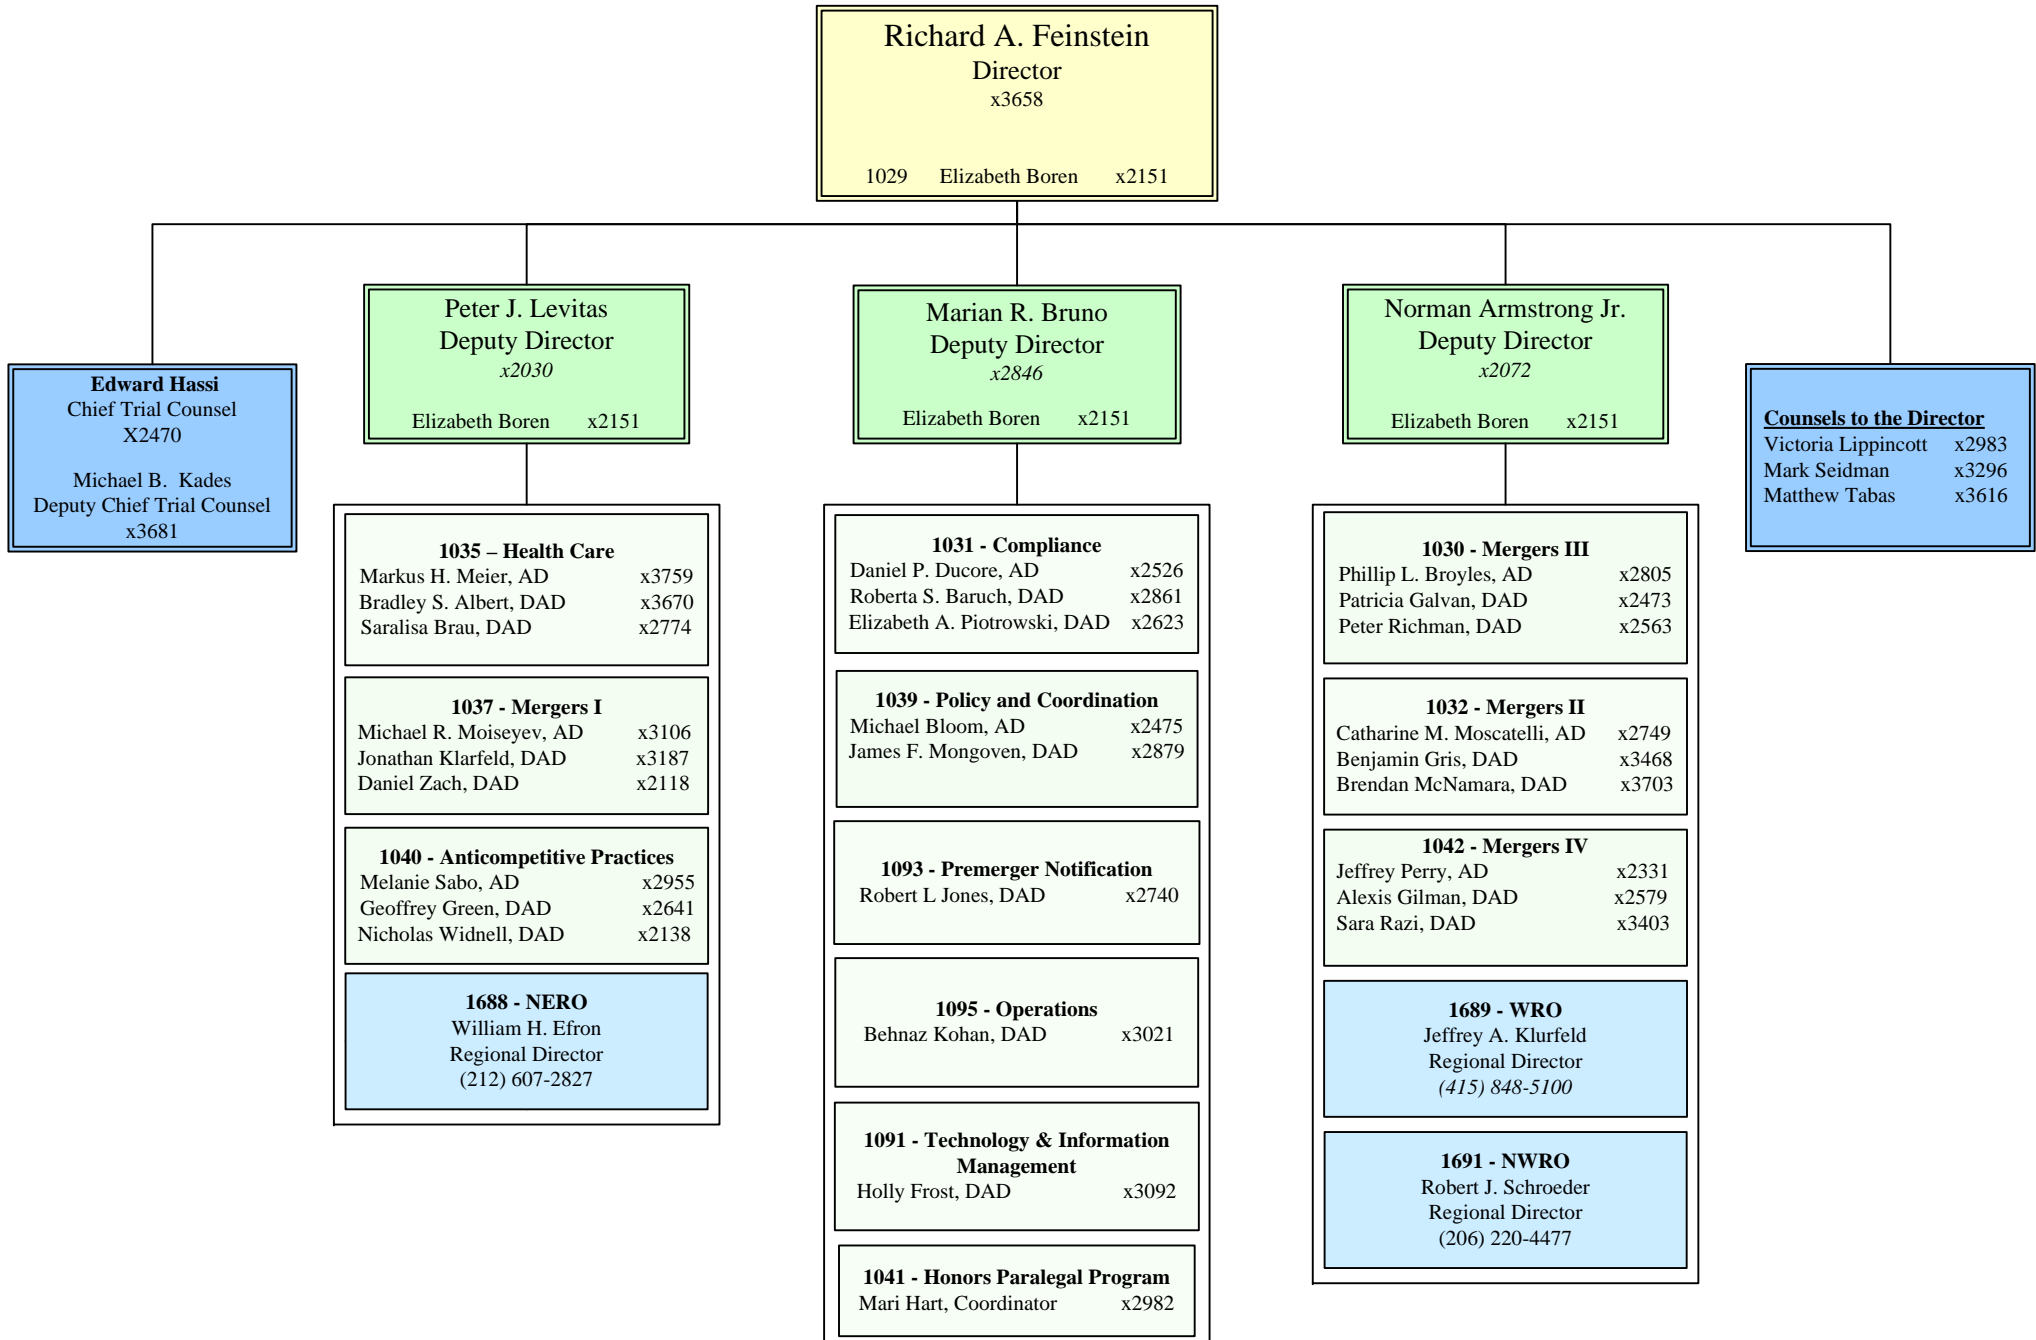 Richard A. Feinstein
Director
x3658
1029 Elizabeth Boren x2151
Edward Hassi
Chief Trial Counsel
X2470
Michael B. Kades
Deputy Chief Trial Counsel
x3681
Peter J. Levitas
Deputy Director
x2030
Elizabeth Boren x2151
1035 – Health Care
Markus H. Meier, AD x3759
Bradley S. Albert, DAD x3670
Saralisa Brau, DAD x2774
1037 - Mergers I
Michael R. Moiseyev, AD x3106
Jonathan Klarfeld, DAD x3187
Daniel Zach, DAD x2118
1040 - Anticompetitive Practices
Melanie Sabo, AD x2955
Geoffrey Green, DAD x2641
Nicholas Widnell, DAD x2138
1688 - NERO
William H. Efron
Regional Director
(212) 607-2827
Marian R. Bruno
Deputy Director
x2846
Elizabeth Boren x2151
1031 - Compliance
Daniel P. Ducore, AD x2526
Roberta S. Baruch, DAD x2861
Elizabeth A. Piotrowski, DAD x2623
1039 - Policy and Coordination
Michael Bloom, AD x2475
James F. Mongoven, DAD x2879
1093 - Premerger Notification
Robert L Jones, DAD x2740
1095 - Operations
Behnaz Kohan, DAD x3021
1091 - Technology & Information
Management
Holly Frost, DAD x3092
1041 - Honors Paralegal Program
Mari Hart, Coordinator x2982
Norman Armstrong Jr.
Deputy Director
x2072
Elizabeth Boren x2151
1030 - Mergers III
Phillip L. Broyles, AD x2805
Patricia Galvan, DAD x2473
Peter Richman, DAD x2563
1032 - Mergers II
Catharine M. Moscatelli, AD x2749
Benjamin Gris, DAD x3468
Brendan McNamara, DAD x3703
1042 - Mergers IV
Jeffrey Perry, AD x2331
Alexis Gilman, DAD x2579
Sara Razi, DAD x3403
1689 - WRO
Jeffrey A. Klurfeld
Regional Director
(415) 848-5100
1691 - NWRO
Robert J. Schroeder
Regional Director
(206) 220-4477
Counsels to the Director
Victoria Lippincott x2983
Mark Seidman x3296
Matthew Tabas x3616